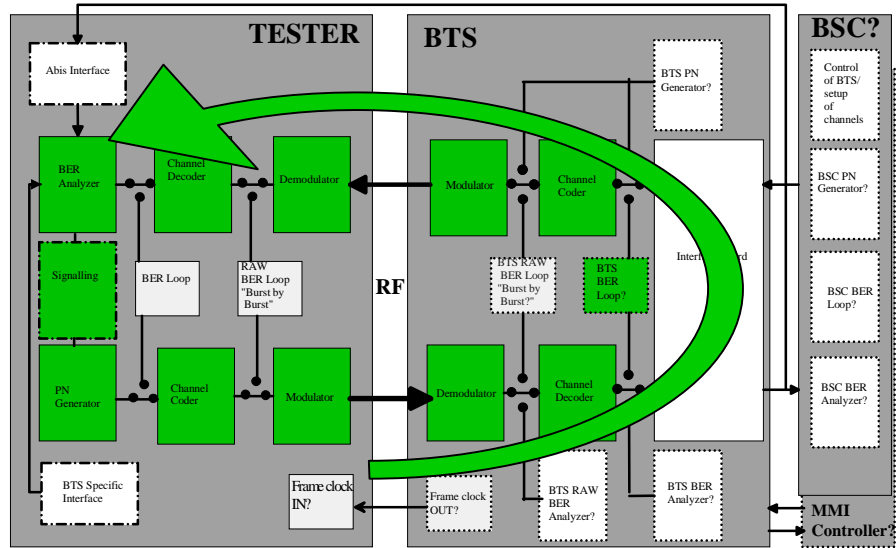 TESTER
BTS
BSC?
Abis Interface
BTS PN
Generator?
Control
of BTS/
setup
of
channels
BER
Analyzer
Channel
Decoder
Demodulator
Modulator
Channel
Coder
BSC PN
Generator?
Signalling
BER Loop
RAW
BER Loop
"Burst by
Burst"
RF
BTS RAW
BER Loop
"Burst by
Burst?"
BTS
BER
Loop?
BSC BER
Loop?
PN
Generator
Channel
Coder
Modulator
Demodulator
Channel
Decoder
BSC BER
Analyzer?
BTS Specific
Interface
Frame clock
IN?
Frame clock
OUT?
BTS RAW
BER
Analyzer?
BTS BER
Analyzer?
MMI
Controller?